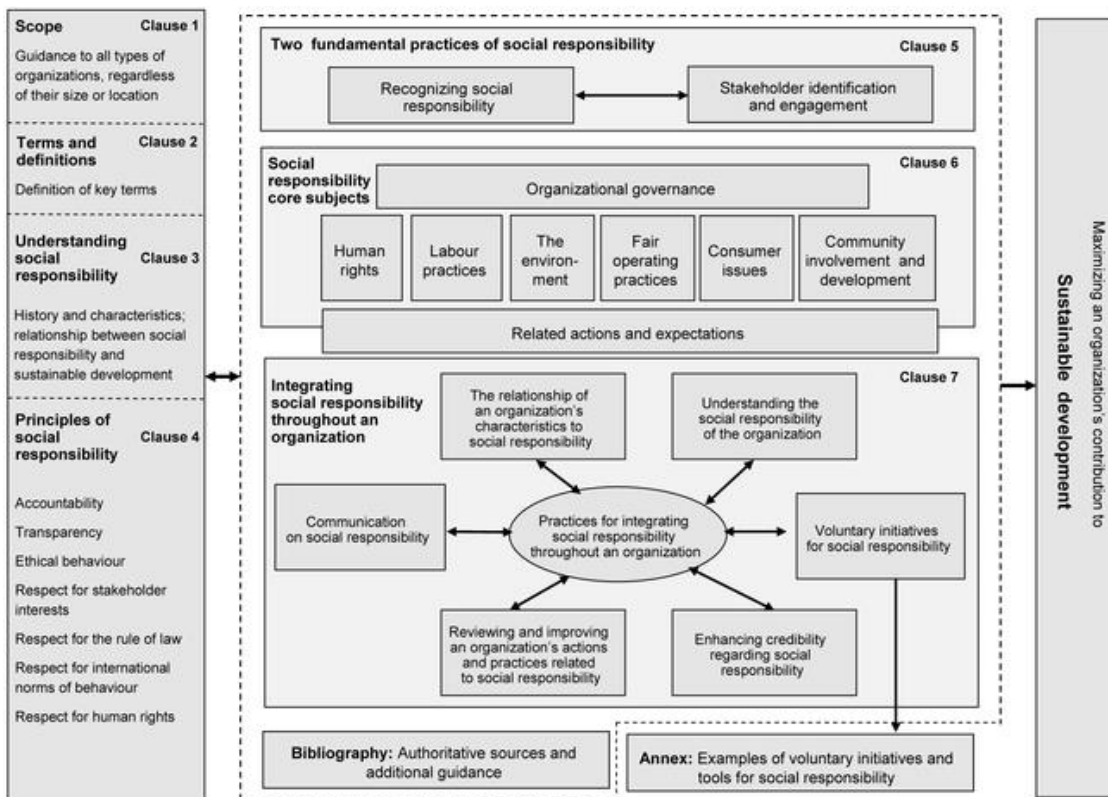 Scope Clause 1
Guidance to all types of
organizations, regardless
of their size or location
Terms and Clause 2
definitions
Definition of key terms
Understanding
social Clause 3
responsibility
History and characteristics;
relationship between social
responsibility and
sustainable development
Principles of
social Clause 4
responsibility
Accountability
Transparency
Ethical behaviour
Respect for stakeholder
interests
Respect for the rule of law
Respect for international
norms of behaviour
Respect for human rights
Two fundamental practices of social responsibility Clause 5
Recognizing social
responsibility
Stakeholder identification
and engagement
Social Clause 6
responsibility
core subjects
Organizational governance
Human
rights
Labour
practices
The
environ-
ment
Fair
operating
practices
Consumer
issues
Community
involvement and
development
Related actions and expectations
Integrating Clause 7
social responsibility
throughout an
organization
The relationship of
an organization's
characteristics to
social responsibility
Understanding the
social responsibility
of the organization
Communication
on social responsibility
Practices for integrating
social responsibility
throughout an organization
Voluntary initiatives
for social responsibility
Reviewing and improving
an organization's actions
and practices related
to social responsibility
Enhancing credibility
regarding social
responsibility
Bibliography: Authoritative sources and
additional guidance
Annex: Examples of voluntary initiatives and
tools for social responsibility
Maximizing an organization's contribution to
Sustainable development